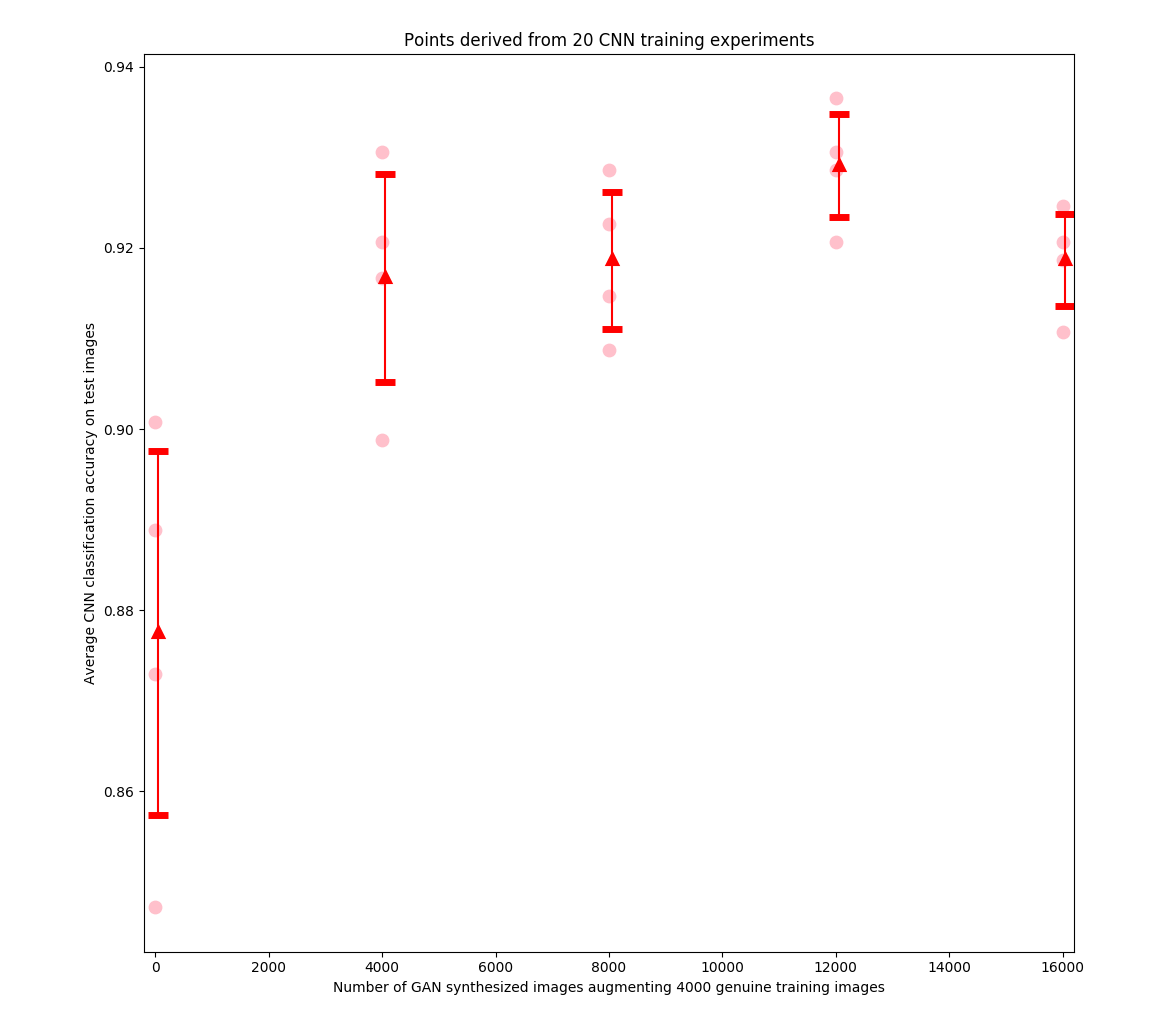 Points derived from 20 CNN training experiments
0.94
0.92
0.90
0.88
0.86
Average CNN classification accuracy on test images
0 2000 4000 6000 8000 10000 12000 14000 16000
Number of GAN synthesized images augmenting 4000 genuine training images